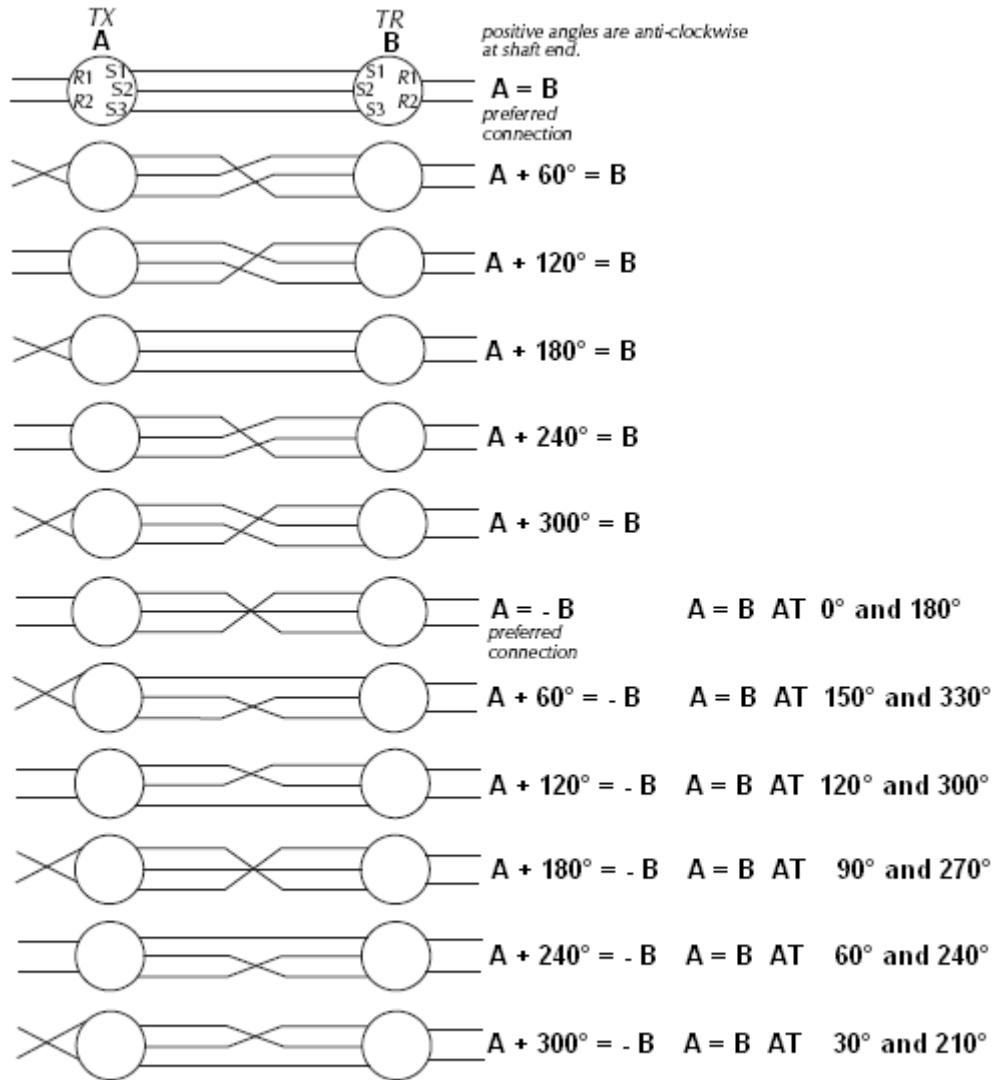 TX TR
A B
positive angles are anti-clockwise
at shaft end.
R1 S1 S1 R1
S2 S2
R2 S3 S3 R2
A = B
preferred
connection
A + 60° = B
A + 120° = B
A + 180° = B
A + 240° = B
A + 300° = B
A = - B A = B AT 0° and 180°
preferred
connection
A + 60° = - B A = B AT 150° and 330°
A + 120° = - B A = B AT 120° and 300°
A + 180° = - B A = B AT 90° and 270°
A + 240° = - B A = B AT 60° and 240°
A + 300° = - B A = B AT 30° and 210°